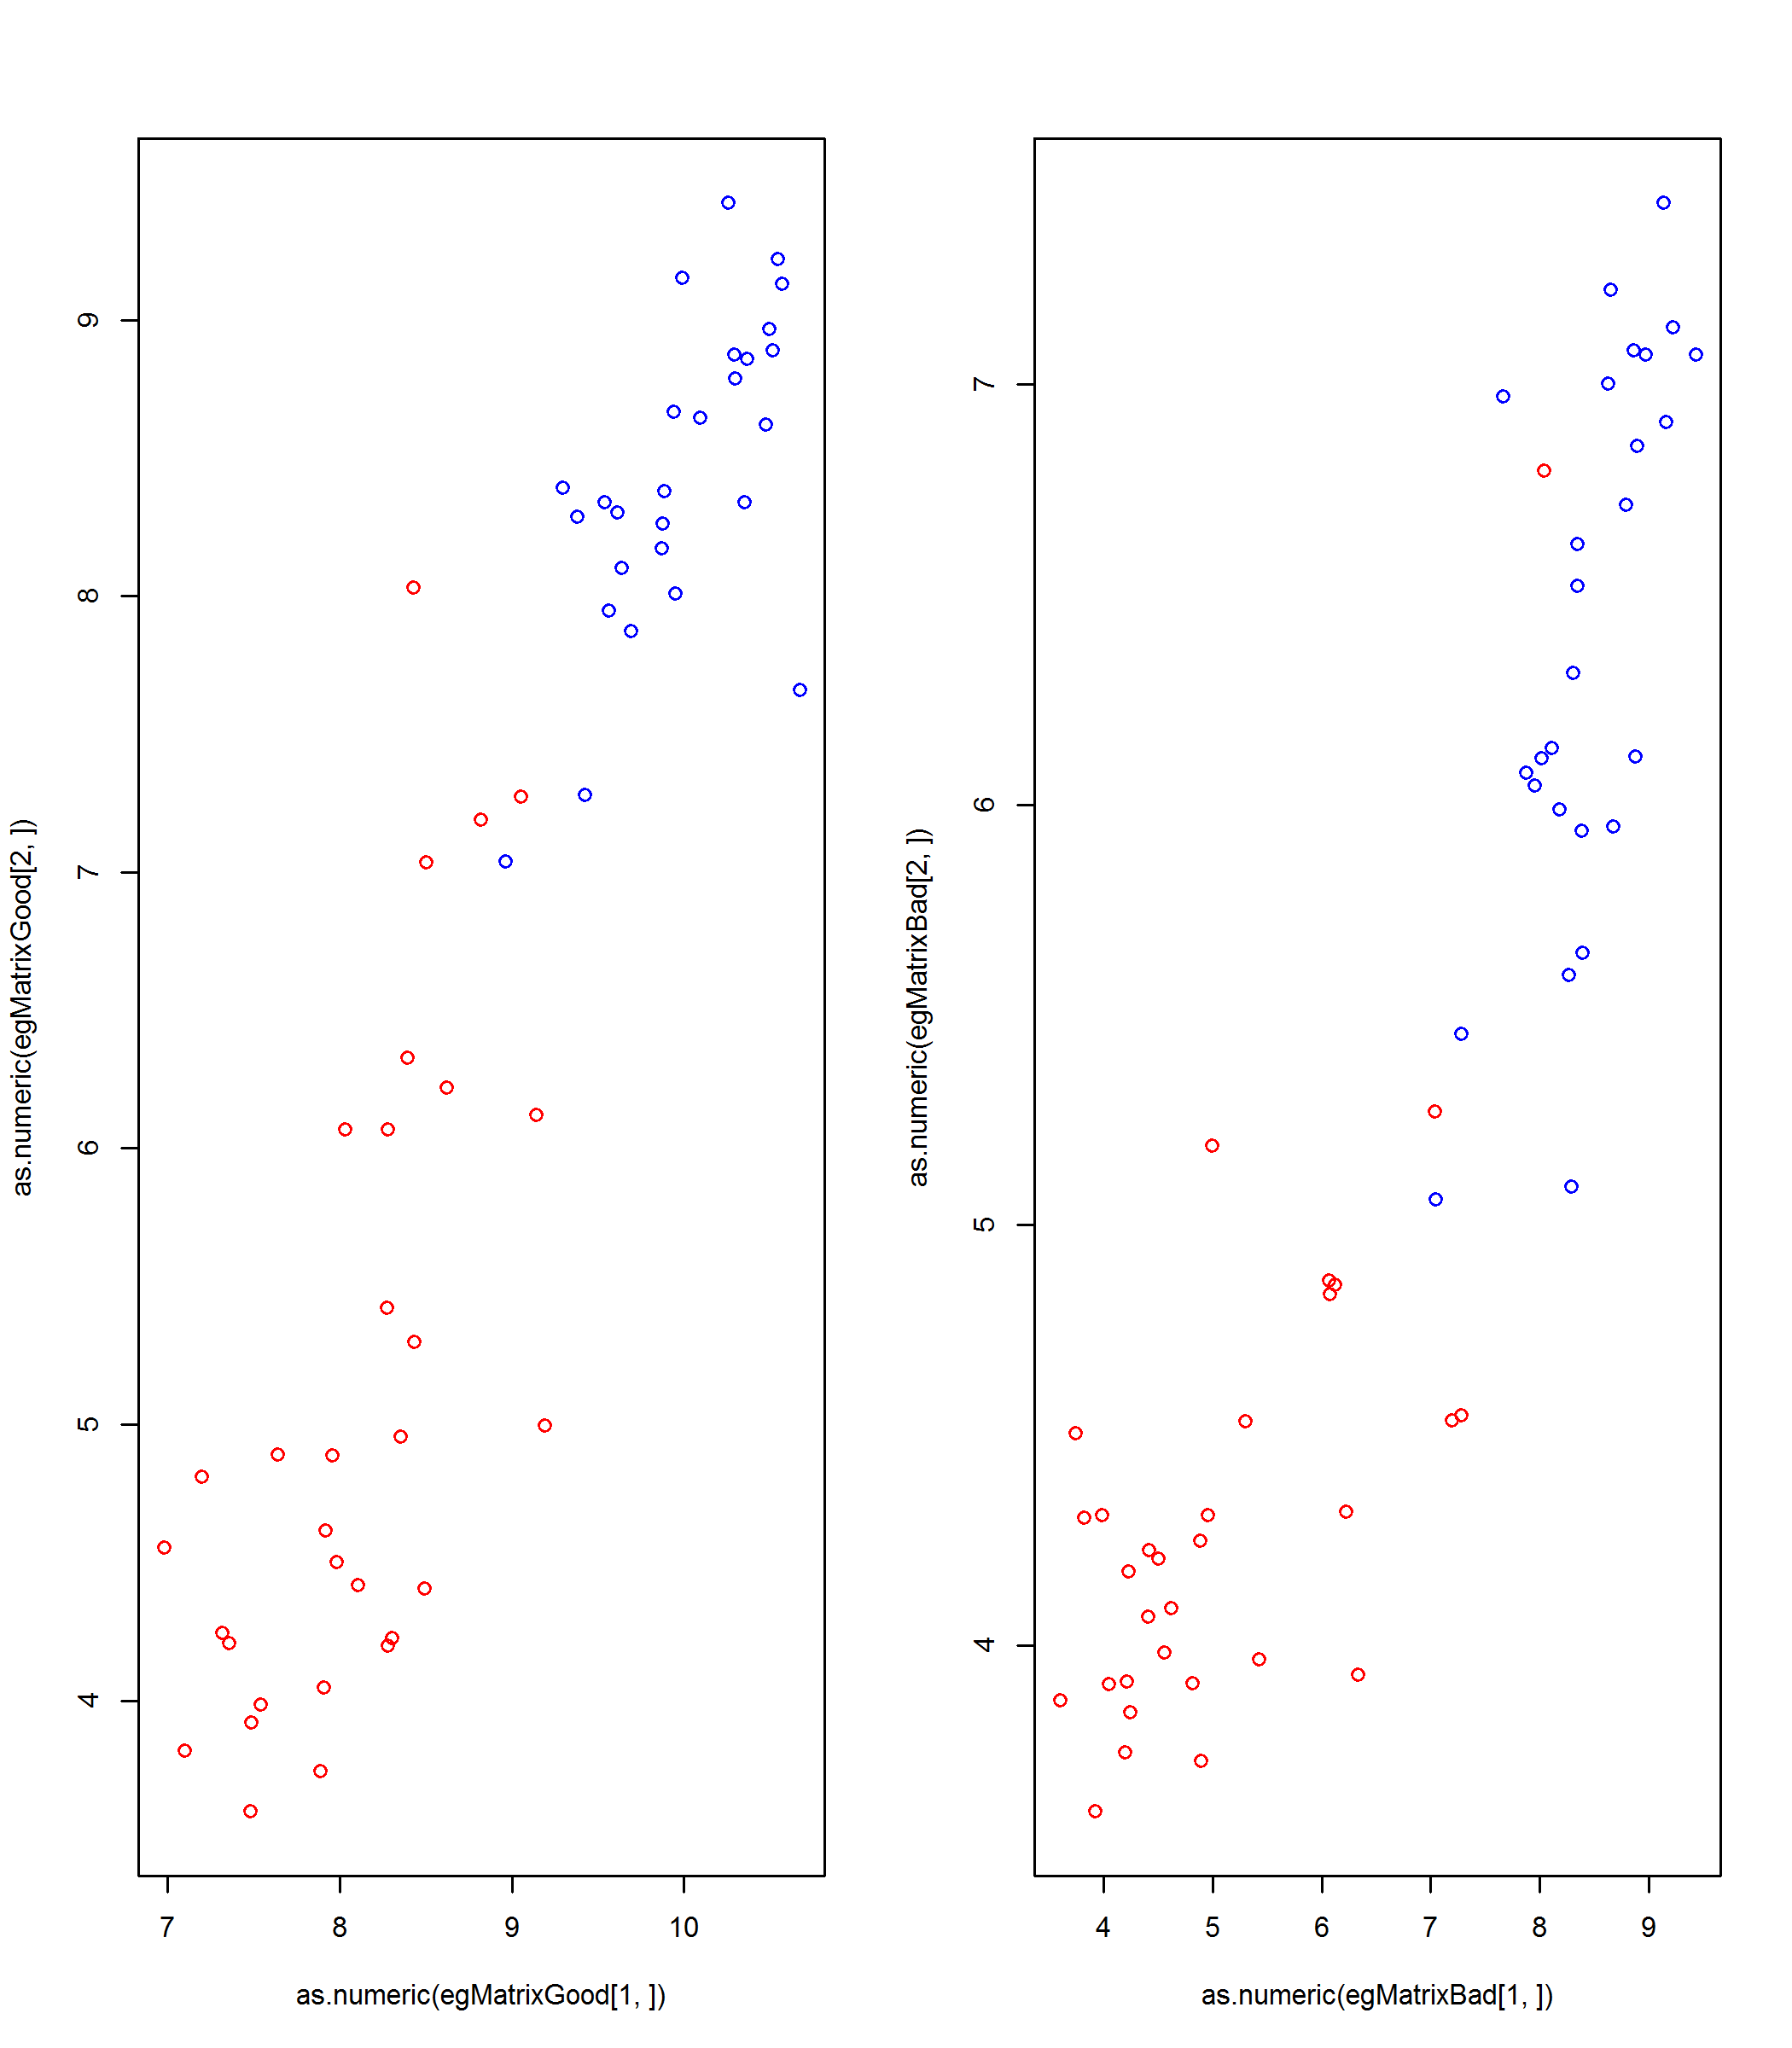 as.numeric(egMatrixGood[2, ])
9
8
7
6
5
4
7 8 9 10
as.numeric(egMatrixGood[1, ])
as.numeric(egMatrixBad[2, ])
7
6
5
4
4 5 6 7 8 9
as.numeric(egMatrixBad[1, ])